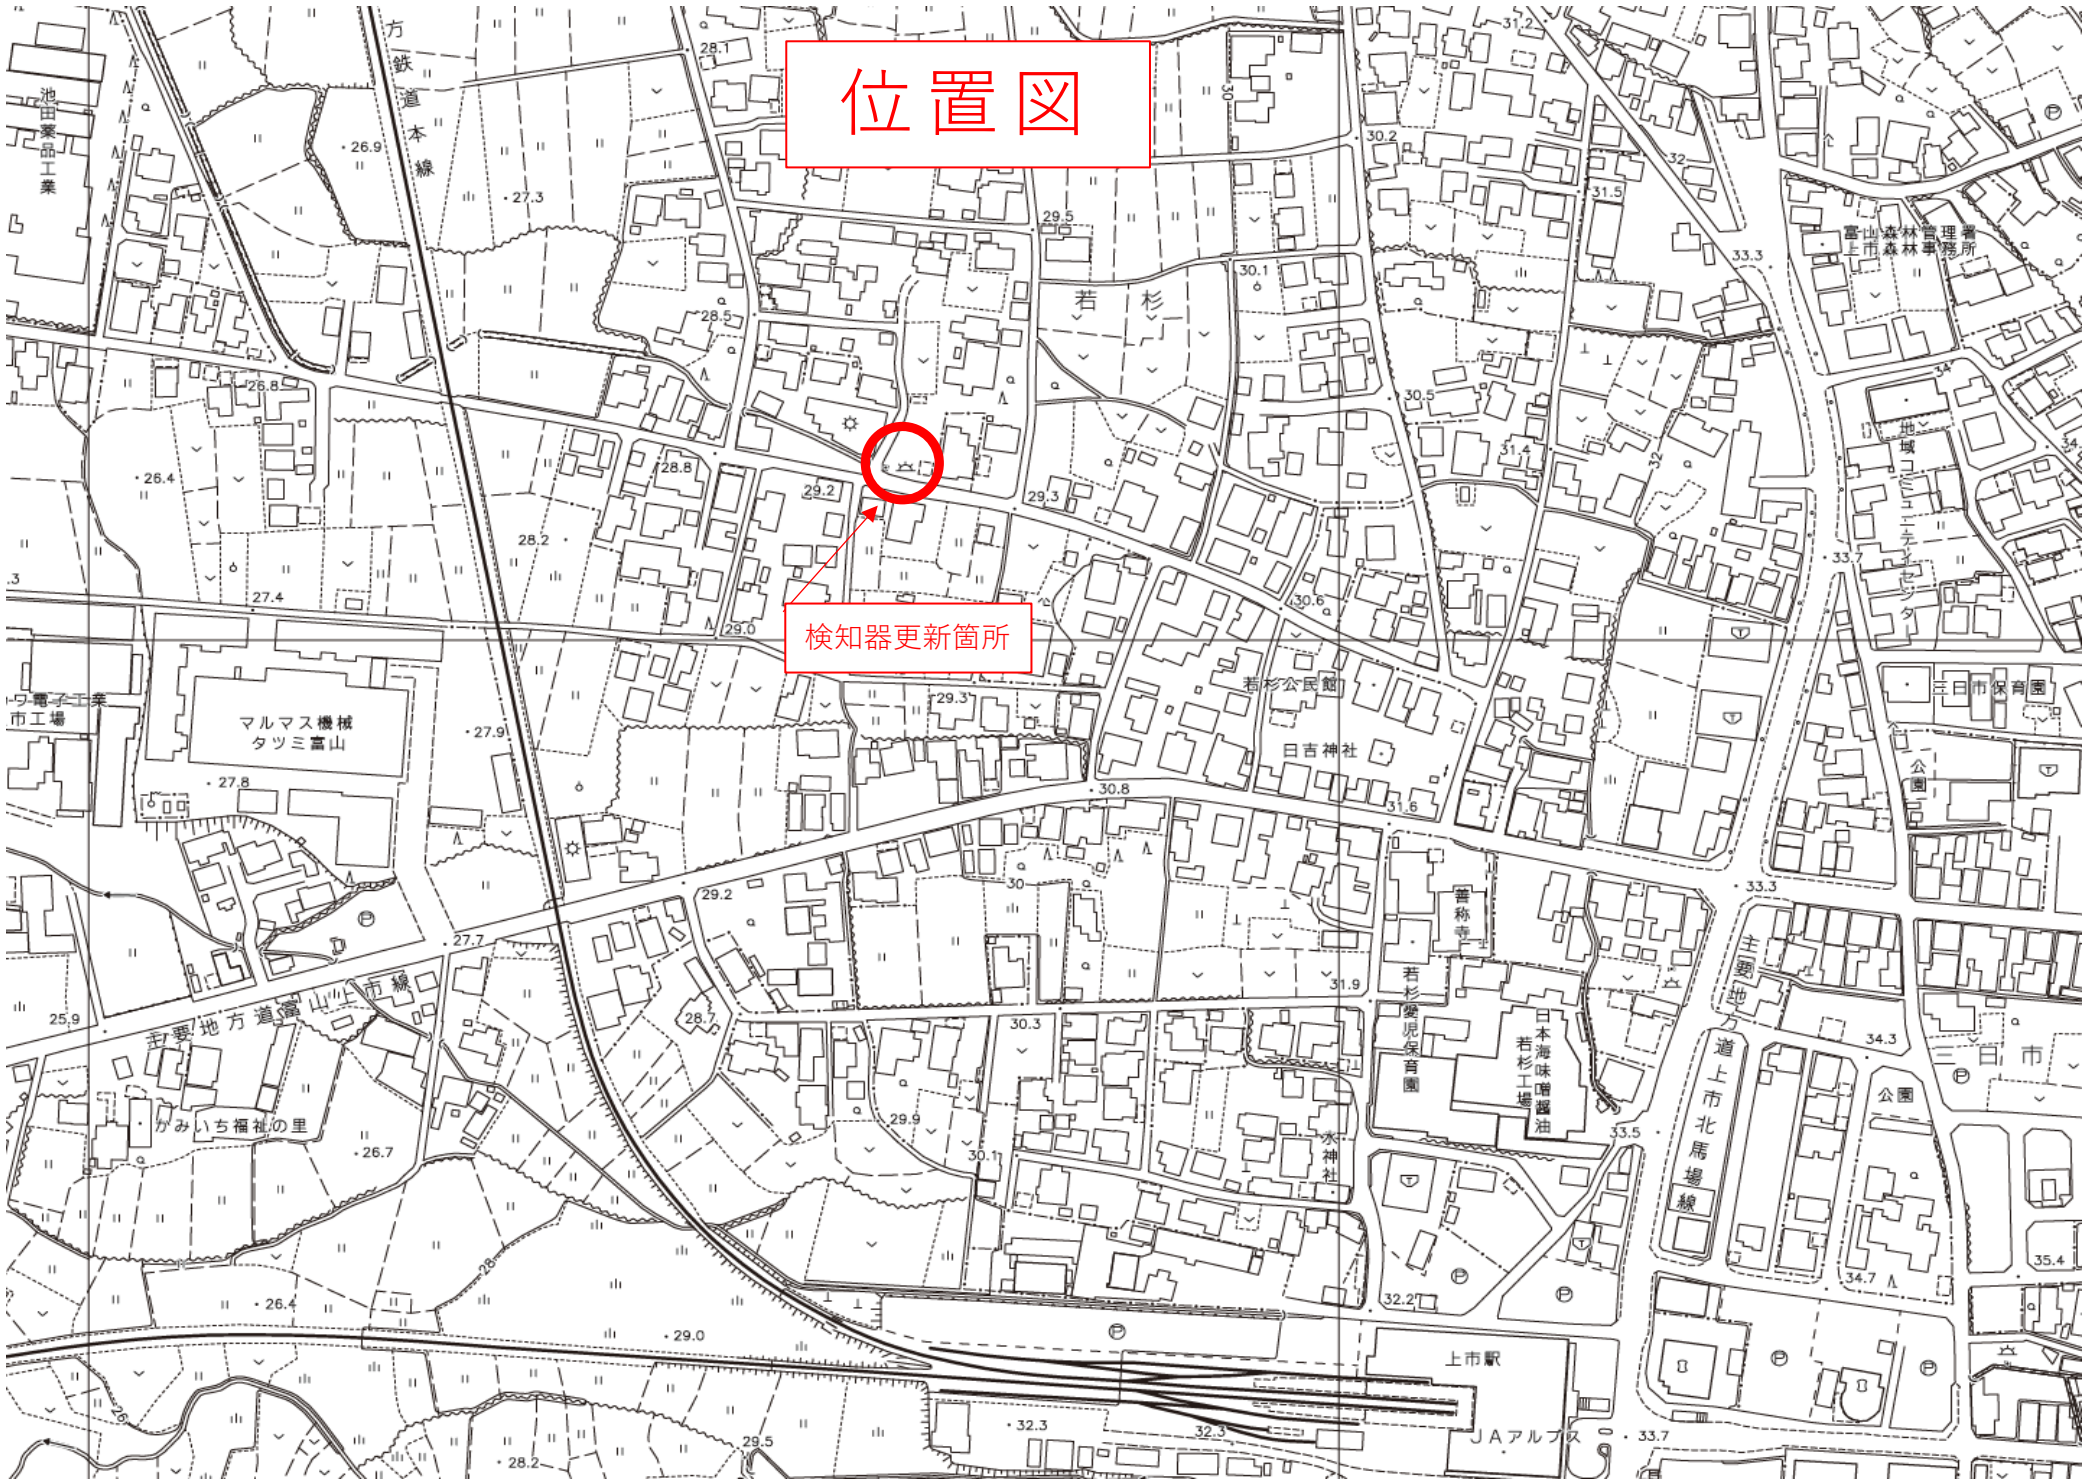 位置図
検知器更新箇所
池田薬品工業
方
鉄
道
本
線
28.1
31.2
30
30.2
32
31.5
26.9
27.3
29.5
30.1
33.3
富山森林管理署
上市森林事務所
若杉
28.5
26.8
30.5
34
地域コミュニティセンター
26.4
28.8
29.2
29.3
31.4
32
28.2
33.7
.3
27.4
29.0
30.6
マルマス機械
タツミ富山
市工場
27.9
29.3
若杉公民館
三日市保育園
日吉神社
公園
27.8
30.8
31.6
29.2
30
善称寺
33.3
27.7
主要地方道富山上市線
25.9
28.7
30.3
31.9
若杉愛児保育園
日本海味噌醤油
若杉工場
主要地方道上市北馬場線
34.3
三日市
公園
かみいち福祉の里
26.7
29.9
30.1
水神社
33.5
28
26.4
29.0
32.2
34.7
35.4
上市駅
26
28.2
29.5
32.3
32.3
JAアルプス
33.7